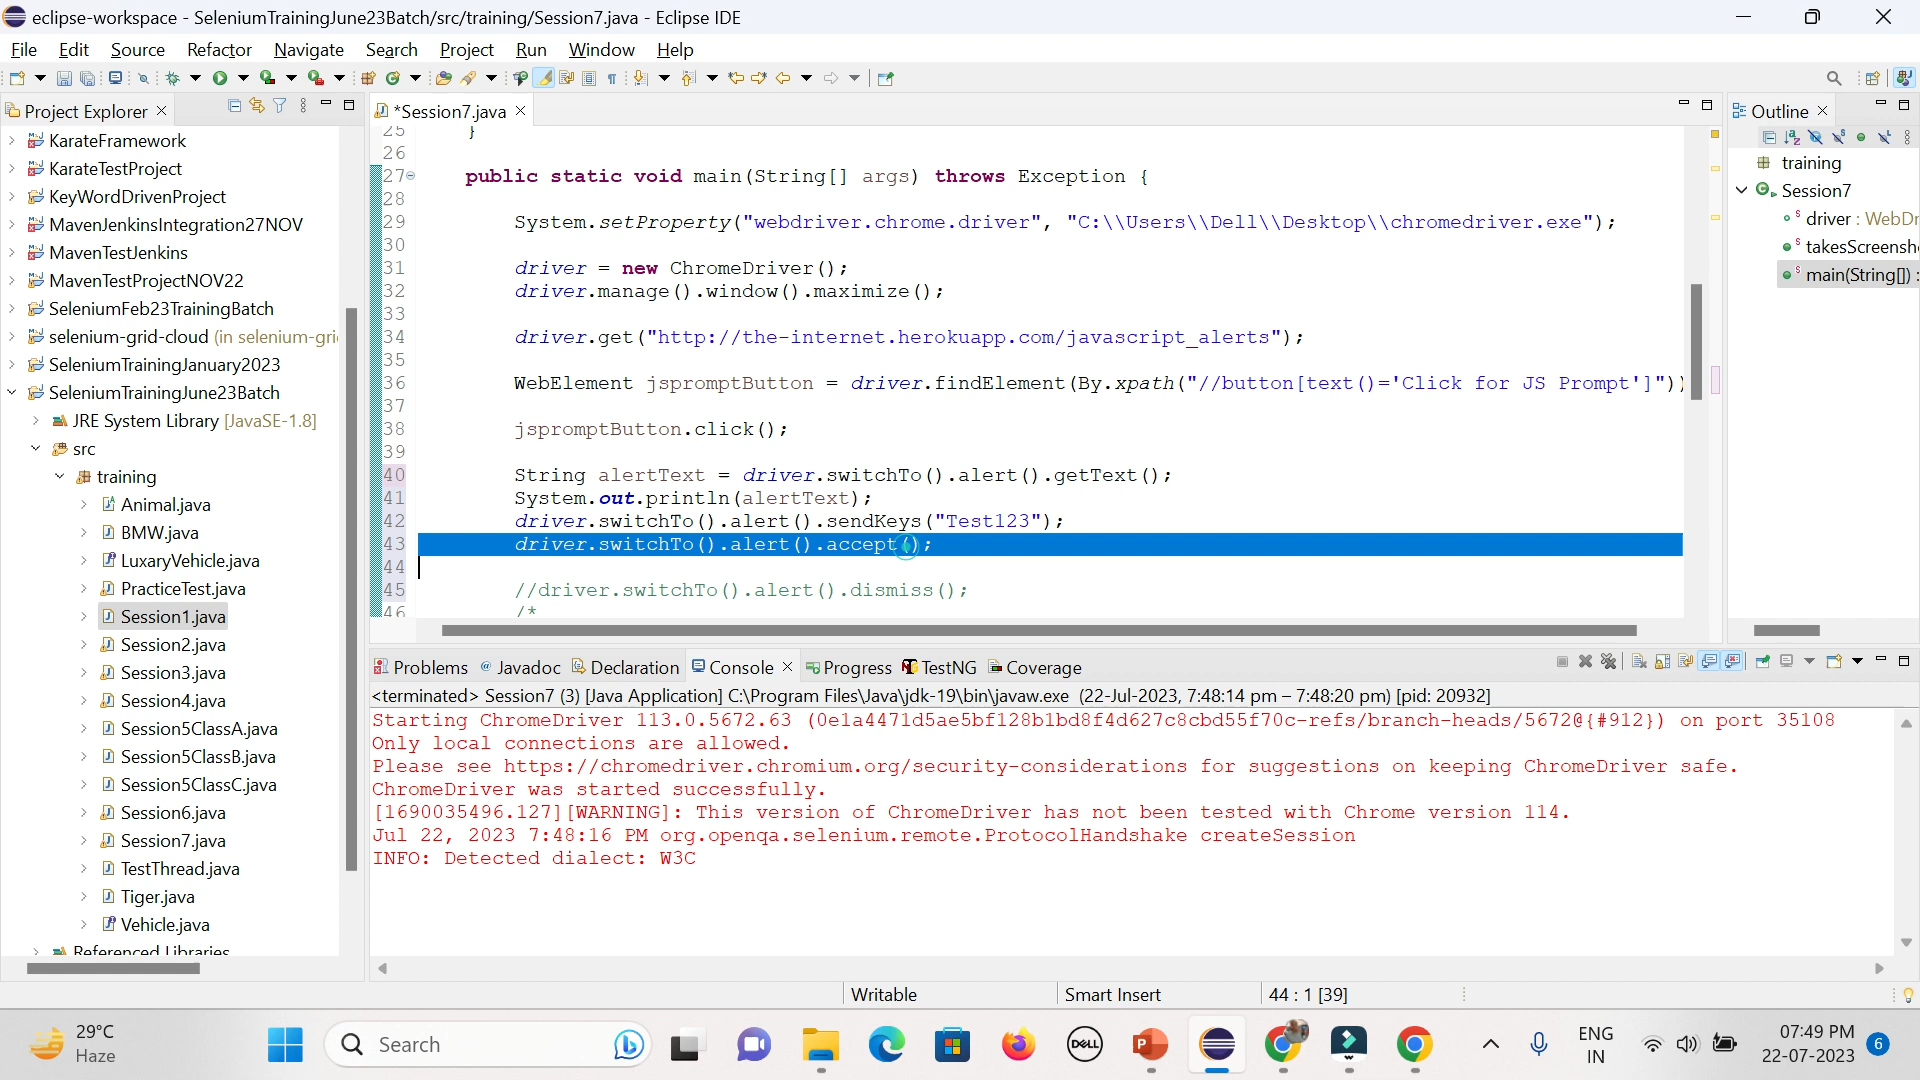 eclipse-workspace - SeleniumTrainingJune23Batch/src/training/Session7.java - Eclipse IDE
File Edit Source Refactor Navigate Search Project Run Window Help
Project Explorer
KarateFramework
KarateTestProject
KeyWordDrivenProject
MavenJenkinsIntegration27NOV
MavenTestJenkins
MavenTestProjectNOV22
SeleniumFeb23TrainingBatch
selenium-grid-cloud (in selenium-gri
SeleniumTrainingJanuary2023
SeleniumTrainingJune23Batch
JRE System Library [JavaSE-1.8]
src
training
Animal.java
BMW.java
LuxaryVehicle.java
PracticeTest.java
Session1.java
Session2.java
Session3.java
Session4.java
Session5ClassA.java
Session5ClassB.java
Session5ClassC.java
Session6.java
Session7.java
TestThread.java
Tiger.java
Vehicle.java
Referenced Libraries
*Session7.java
25 }
26
27 public static void main(String[] args) throws Exception {
28
29 System.setProperty("webdriver.chrome.driver", "C:\\Users\\Dell\\Desktop\\chromedriver.exe");
30
31 driver = new ChromeDriver();
32 driver.manage().window().maximize();
33
34 driver.get("http://the-internet.herokuapp.com/javascript_alerts");
35
36 WebElement jspromptButton = driver.findElement(By.xpath("//button[text()='Click for JS Prompt']"))
37
38 jspromptButton.click();
39
40 String alertText = driver.switchTo().alert().getText();
41 System.out.println(alertText);
42 driver.switchTo().alert().sendKeys("Test123");
43 driver.switchTo().alert().accept();
44
45 //driver.switchTo().alert().dismiss();
46 /*
Outline
training
Session7
driver : WebDr
takesScreensh
main(String[]) :
Problems Javadoc Declaration Console Progress TestNG Coverage
<terminated> Session7 (3) [Java Application] C:\Program Files\Java\jdk-19\bin\javaw.exe (22-Jul-2023, 7:48:14 pm – 7:48:20 pm) [pid: 20932]
Starting ChromeDriver 113.0.5672.63 (0e1a4471d5ae5bf128b1bd8f4d627c8cbd55f70c-refs/branch-heads/5672@{#912}) on port 35108
Only local connections are allowed.
Please see https://chromedriver.chromium.org/security-considerations for suggestions on keeping ChromeDriver safe.
ChromeDriver was started successfully.
[1690035496.127][WARNING]: This version of ChromeDriver has not been tested with Chrome version 114.
Jul 22, 2023 7:48:16 PM org.openqa.selenium.remote.ProtocolHandshake createSession
INFO: Detected dialect: W3C
Writable Smart Insert 44 : 1 [39]
29°C
Haze
Search
DELL
ENG
IN
07:49 PM
22-07-2023
6